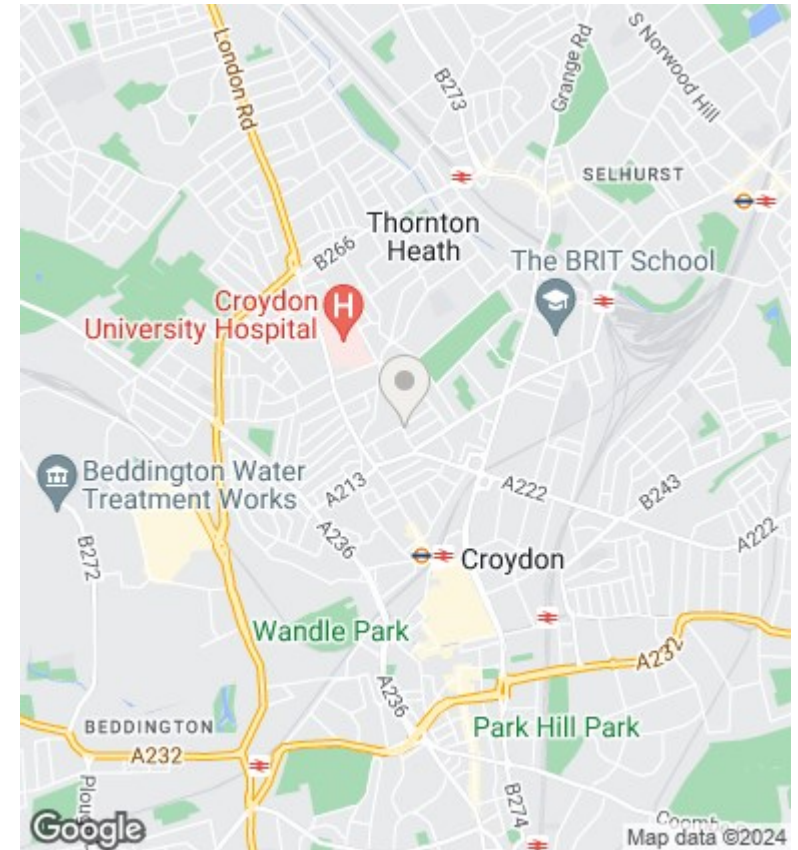 London Rd
B273
Grange Rd
S Norwood Hill
SELHURST
Thornton
Heath
B266
The BRIT School
Croydon
University Hospital
H
Beddington Water
Treatment Works
A213
A222
B243
A222
B272
A236
Croydon
Wandle Park
A232
A236
Park Hill Park
BEDDINGTON
A232
B274
Google
Map data ©2024